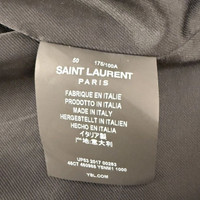 50 175/100A
SAINT LAURENT
PARIS
FABRIQUE EN ITALIE
PRODOTTO IN ITALIA
MADE IN ITALY
HERGESTELLT IN ITALIEN
HECHO EN ITALIA
イタリア製
产地:意大利
YSL.COM